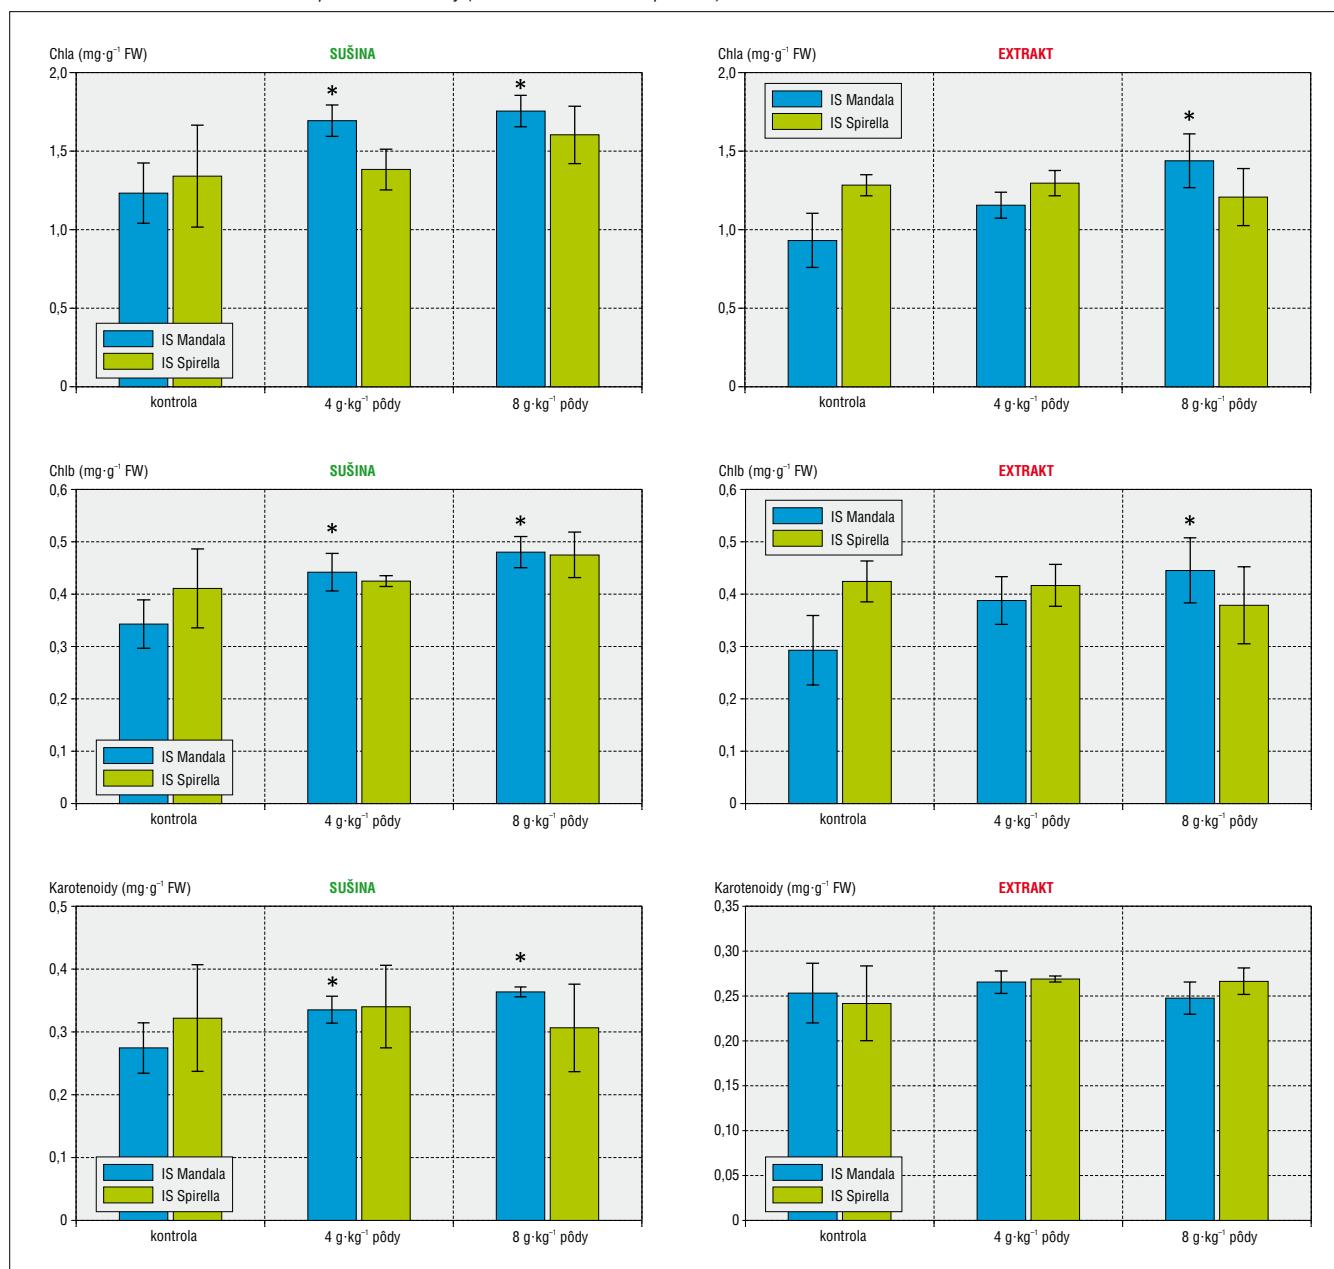 Chla (mg·g⁻¹ FW)
SUŠINA
2,0
1,5
1,0
0,5
0
* *
IS Mandala
IS Spirella
kontrola
4 g·kg⁻¹ pôdy
8 g·kg⁻¹ pôdy
Chla (mg·g⁻¹ FW)
EXTRAKT
2,0
1,5
1,0
0,5
0
IS Mandala
IS Spirella
*
kontrola
4 g·kg⁻¹ pôdy
8 g·kg⁻¹ pôdy
Chlb (mg·g⁻¹ FW)
SUŠINA
0,6
0,5
0,4
0,3
0,2
0,1
0
* *
IS Mandala
IS Spirella
kontrola
4 g·kg⁻¹ pôdy
8 g·kg⁻¹ pôdy
Chlb (mg·g⁻¹ FW)
EXTRAKT
0,6
0,5
0,4
0,3
0,2
0,1
0
IS Mandala
IS Spirella
*
kontrola
4 g·kg⁻¹ pôdy
8 g·kg⁻¹ pôdy
Karotenoidy (mg·g⁻¹ FW)
SUŠINA
0,5
0,4
0,3
0,2
0,1
0
* *
IS Mandala
IS Spirella
kontrola
4 g·kg⁻¹ pôdy
8 g·kg⁻¹ pôdy
Karotenoidy (mg·g⁻¹ FW)
EXTRAKT
0,35
0,30
0,25
0,20
0,15
0,10
0,05
0
IS Mandala
IS Spirella
kontrola
4 g·kg⁻¹ pôdy
8 g·kg⁻¹ pôdy